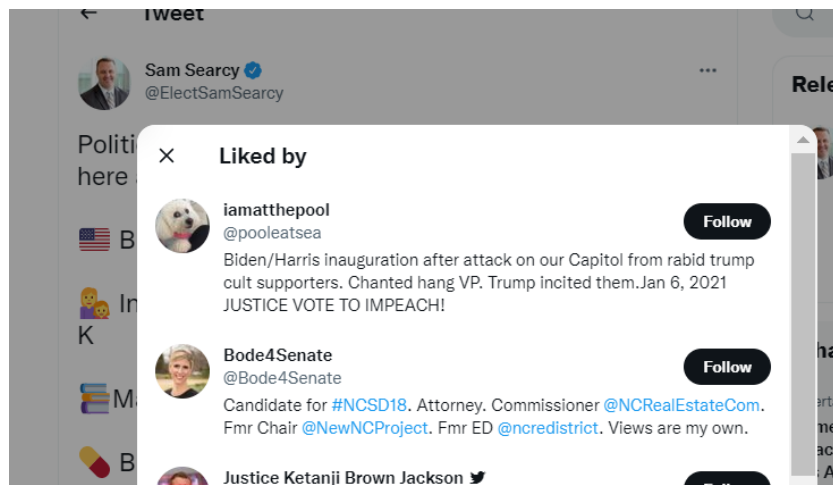 Tweet
Sam Searcy
@ElectSamSearcy
Rele
Politi
here
Liked by
iamatthepool
@pooleatsea
Follow
B
Biden/Harris inauguration after attack on our Capitol from rabid trump
cult supporters. Chanted hang VP. Trump incited them.Jan 6, 2021
In
JUSTICE VOTE TO IMPEACH!
K
Bode4Senate
@Bode4Senate
Follow
Candidate for #NCSD18. Attorney. Commissioner @NCRealEstateCom.
Fmr Chair @NewNCProject. Fmr ED @ncredistrict. Views are my own.
B
Justice Ketanji Brown Jackson
Follow